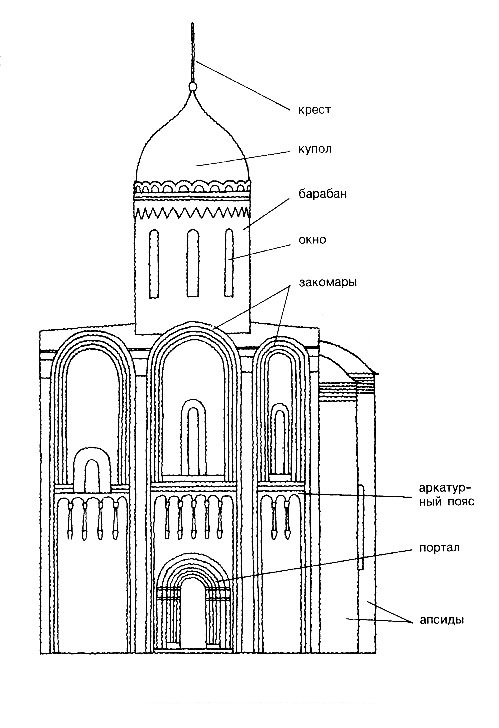 крест
купол
барабан
окно
закомары
аркатур-
ный пояс
портал
апсиды